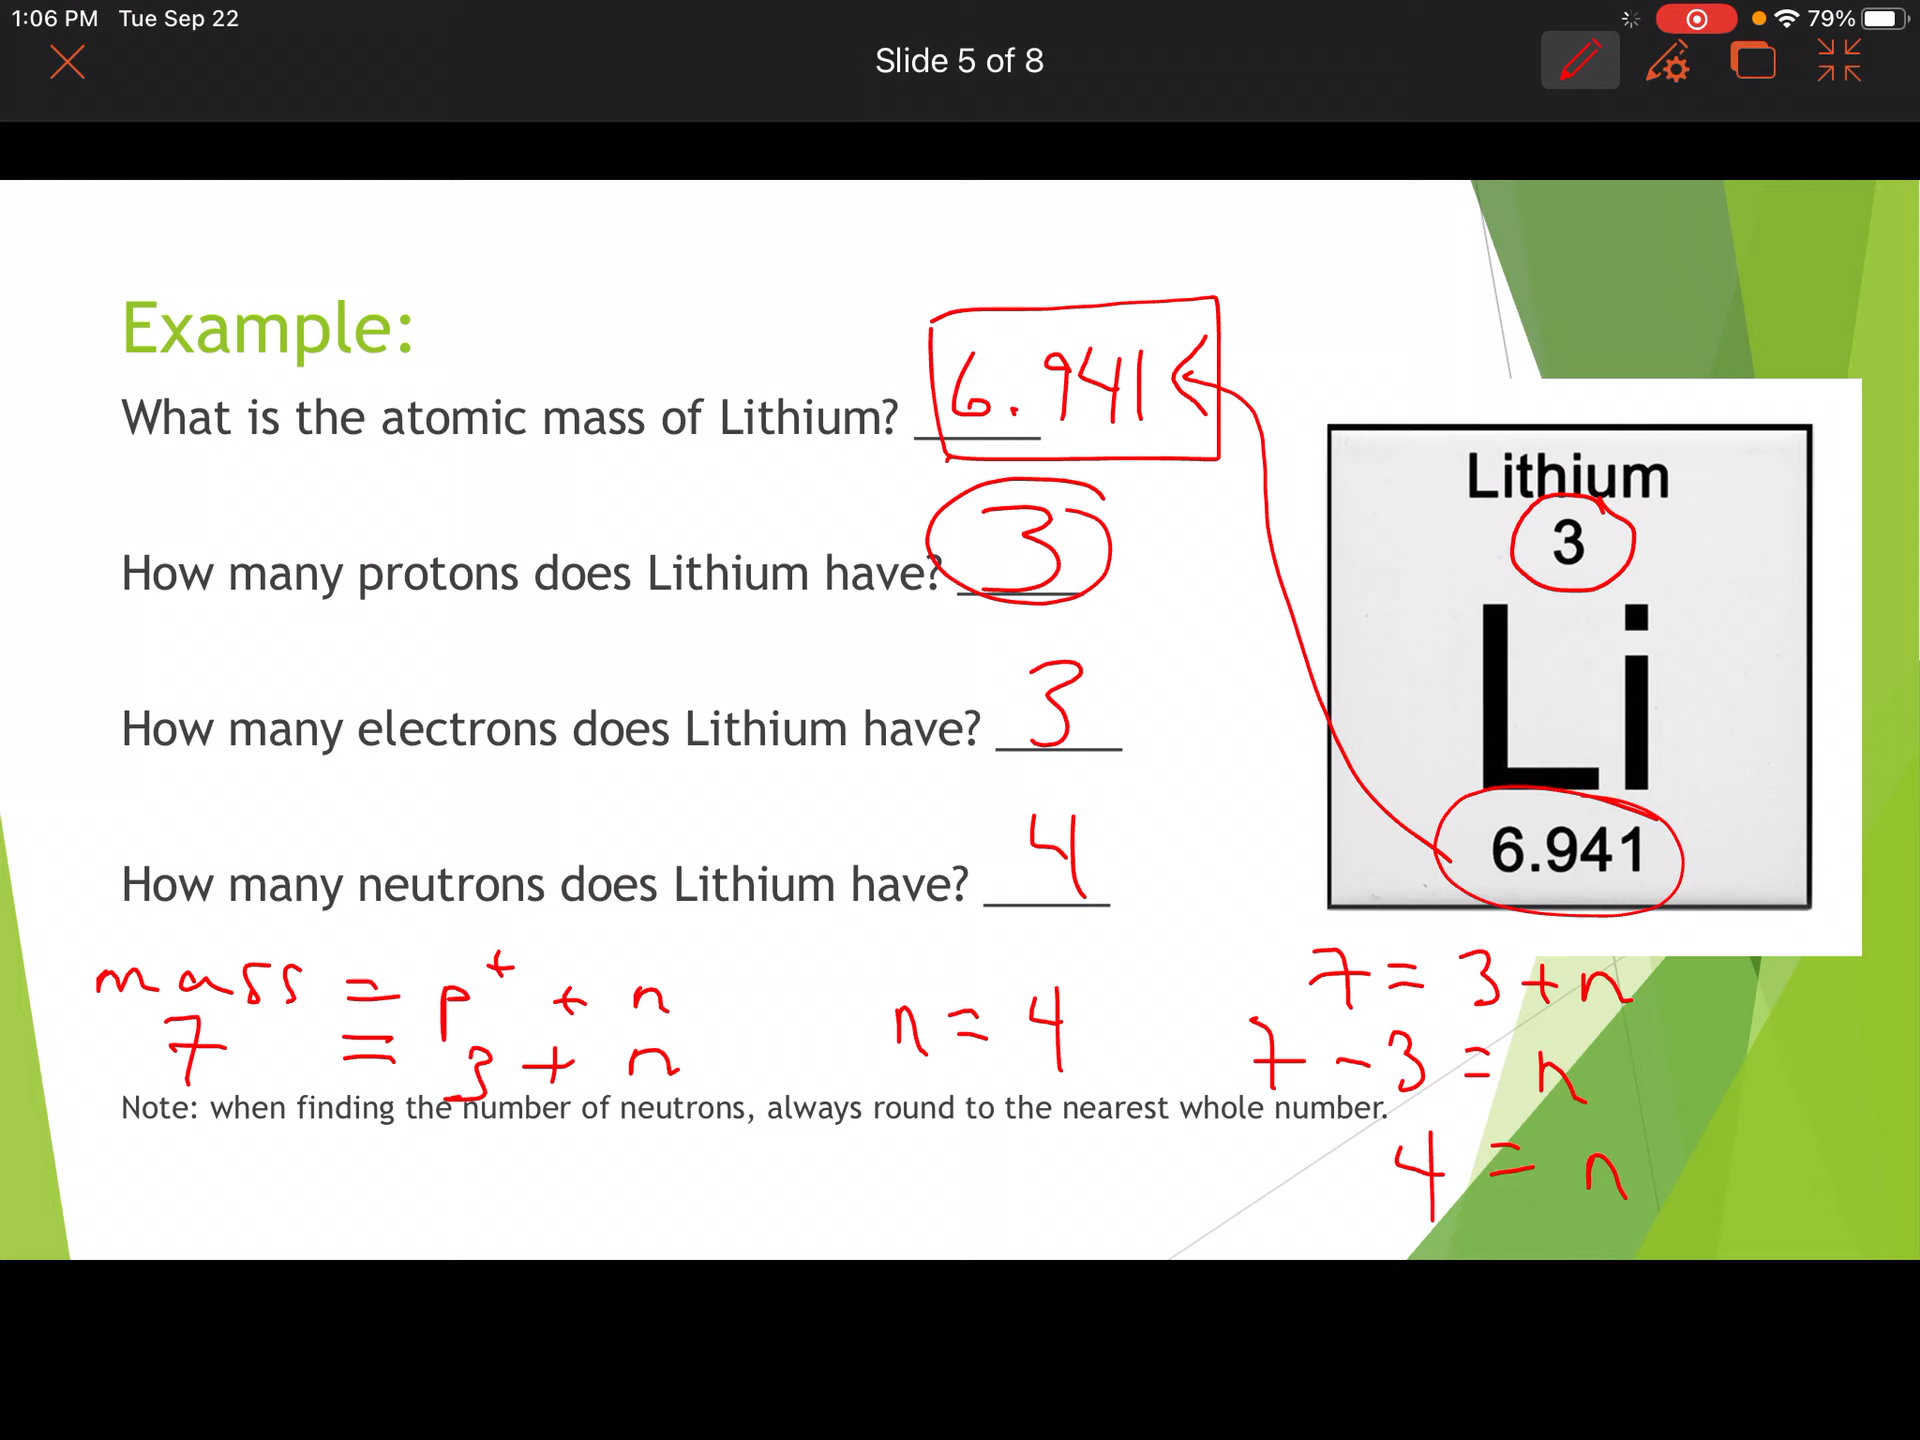 1:06 PM Tue Sep 22
79%
Slide 5 of 8
Example:
What is the atomic mass of Lithium? 6.941
How many protons does Lithium have? 3
How many electrons does Lithium have? 3
How many neutrons does Lithium have? 4
Lithium
3
Li
6.941
mass = p+ + n
7 = 3 + n
n = 4
7 = 3 + n
7 - 3 = n
4 = n
Note: when finding the number of neutrons, always round to the nearest whole number.